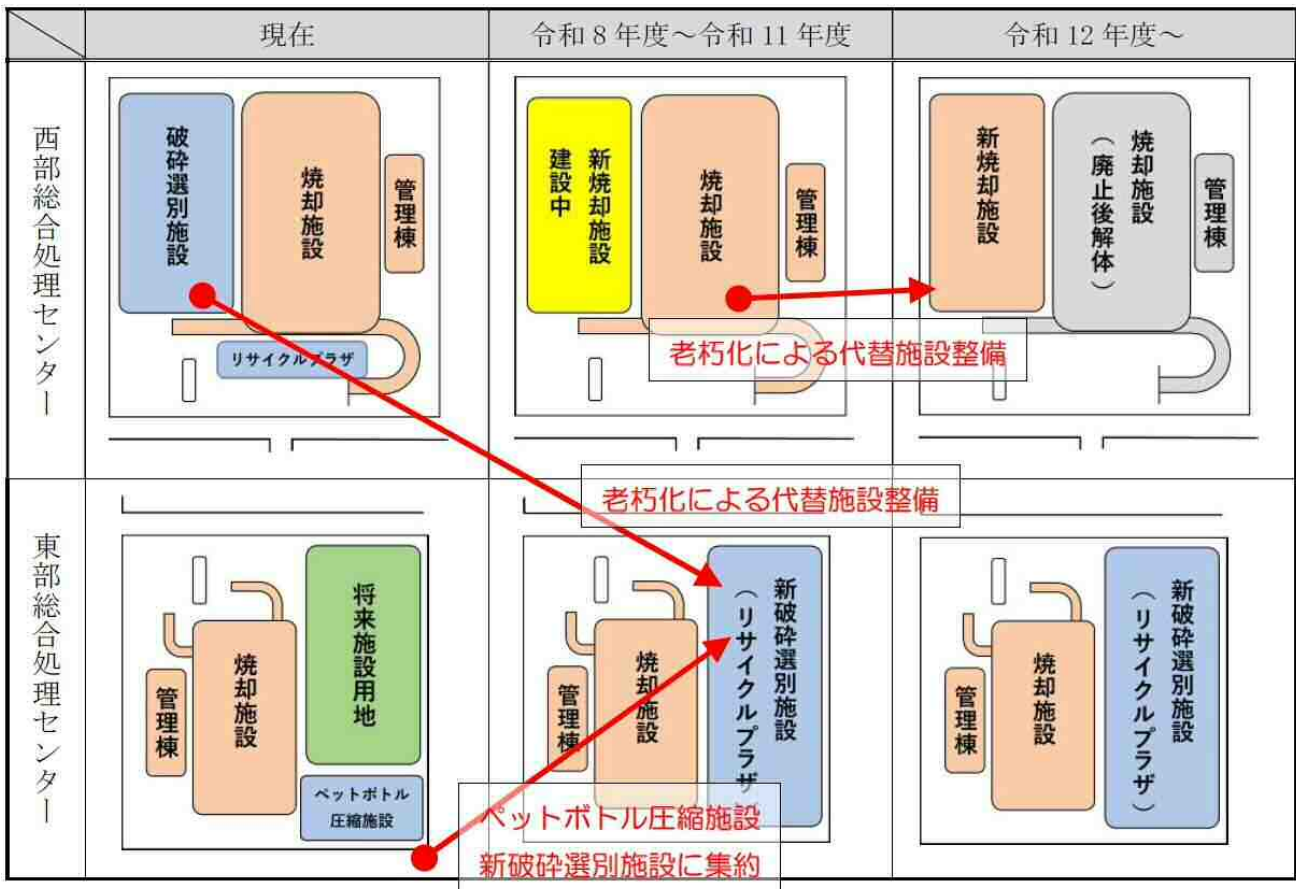 現在
令和 8 年度～令和 11 年度
令和 12 年度～
西部総合処理センター
破砕選別施設
焼却施設
管理棟
リサイクルプラザ
新焼却施設
建設中
焼却施設
管理棟
老朽化による代替施設整備
新焼却施設
焼却施設
（廃止後解体）
管理棟
老朽化による代替施設整備
東部総合処理センター
管理棟
焼却施設
将来施設用地
ペットボトル
圧縮施設
管理棟
焼却施設
新破砕選別施設
（リサイクルプラザ）
ペットボトル圧縮施設
新破砕選別施設に集約
管理棟
焼却施設
新破砕選別施設
（リサイクルプラザ）